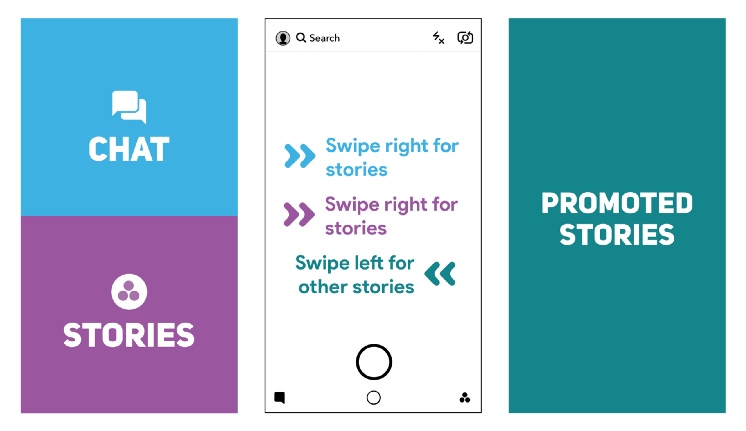 CHAT
STORIES
Search
Swipe right for
stories
Swipe right for
stories
Swipe left for
other stories
PROMOTED
STORIES